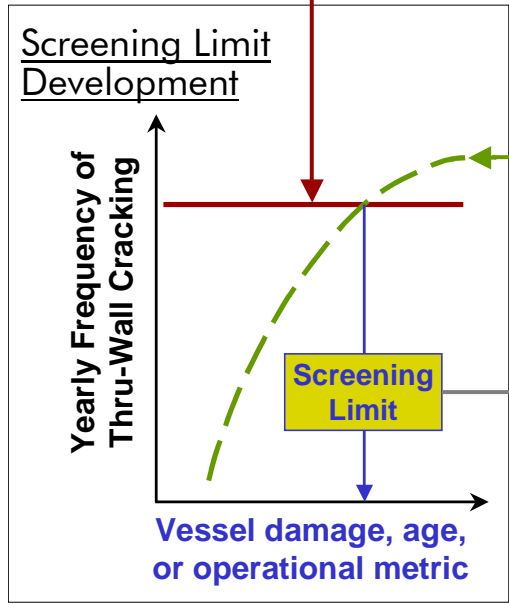 Screening Limit
Development
Yearly Frequency of
Thru-Wall Cracking
Screening
Limit
Vessel damage, age,
or operational metric